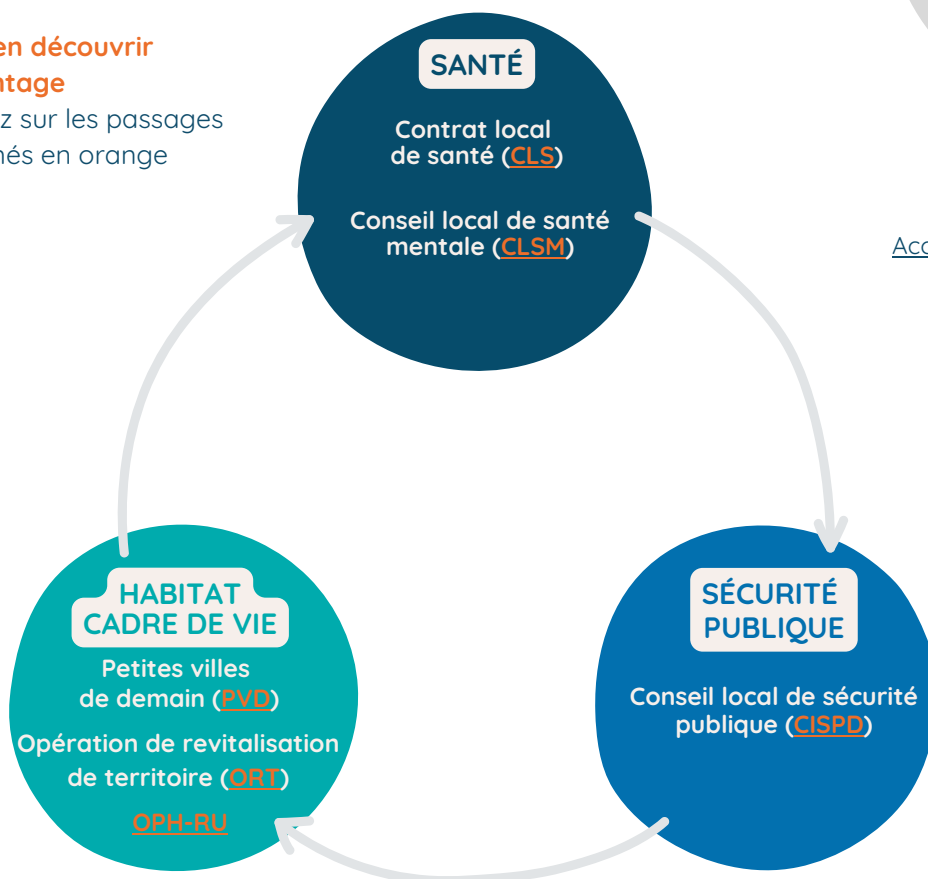 en découvrir
ntage
z sur les passages
nés en orange
SANTÉ
Contrat local
de santé (CLS)
Conseil local de santé
mentale (CLSM)
Acc
HABITAT
CADRE DE VIE
Petites villes
de demain (PVD)
Opération de revitalisation
de territoire (ORT)
OPH-RU
SÉCURITÉ
PUBLIQUE
Conseil local de sécurité
publique (CISPD)